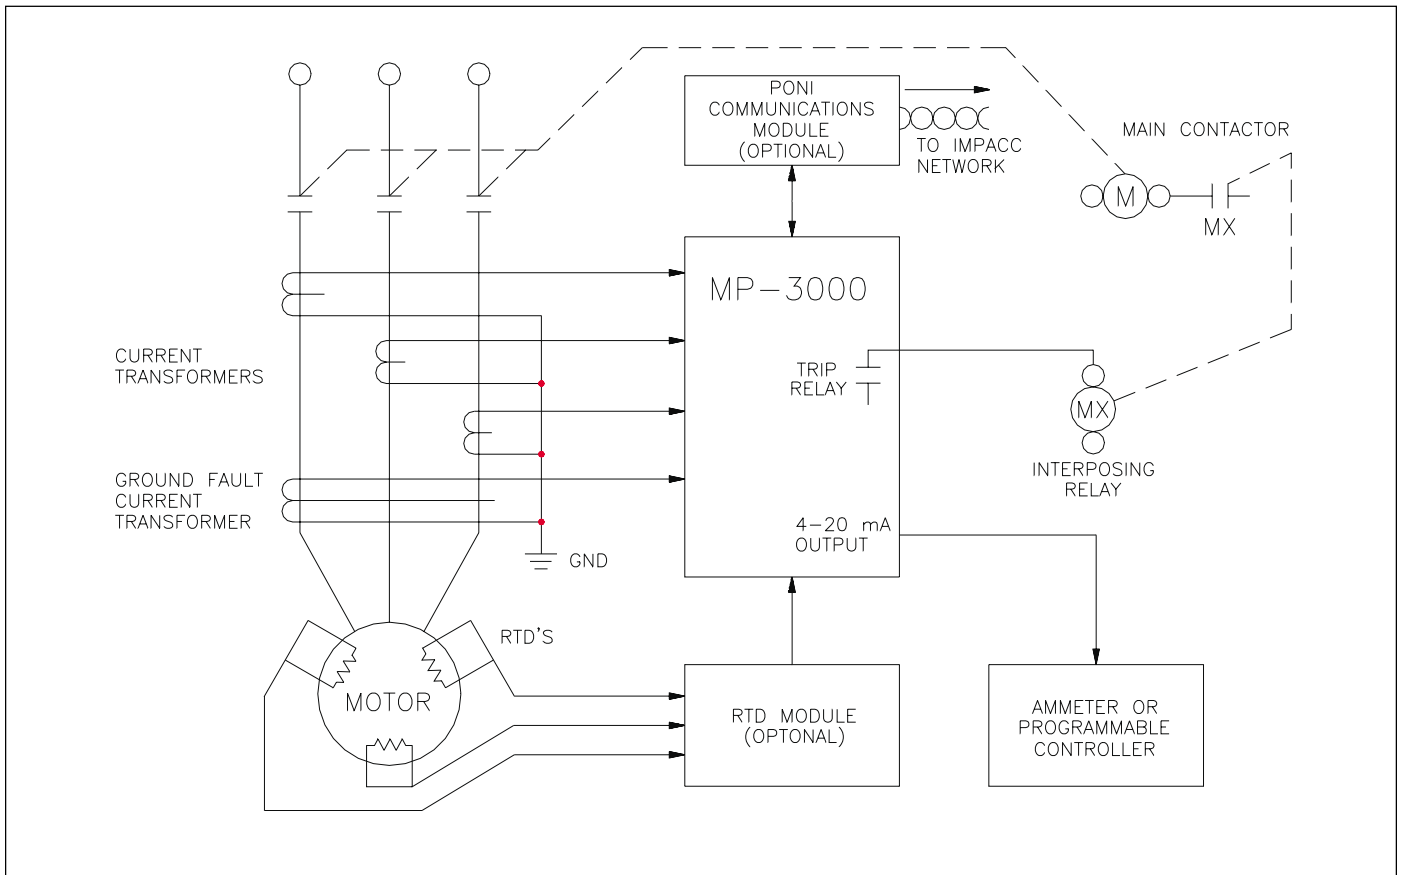 PONI
COMMUNICATIONS
MODULE
(OPTIONAL)
TO IMPACC
NETWORK
MAIN CONTACTOR
M
MX
MP-3000
CURRENT
TRANSFORMERS
TRIP
RELAY
MX
INTERPOSING
RELAY
GROUND FAULT
CURRENT
TRANSFORMER
4-20 mA
OUTPUT
GND
RTD'S
MOTOR
RTD MODULE
(OPTONAL)
AMMETER OR
PROGRAMMABLE
CONTROLLER